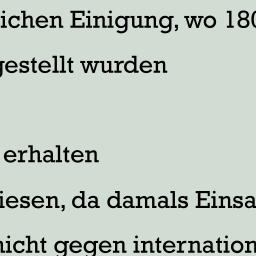 ichen Einigung, wo 180
gestellt wurden
erhalten
iesen, da damals Einsa
nicht gegen internation